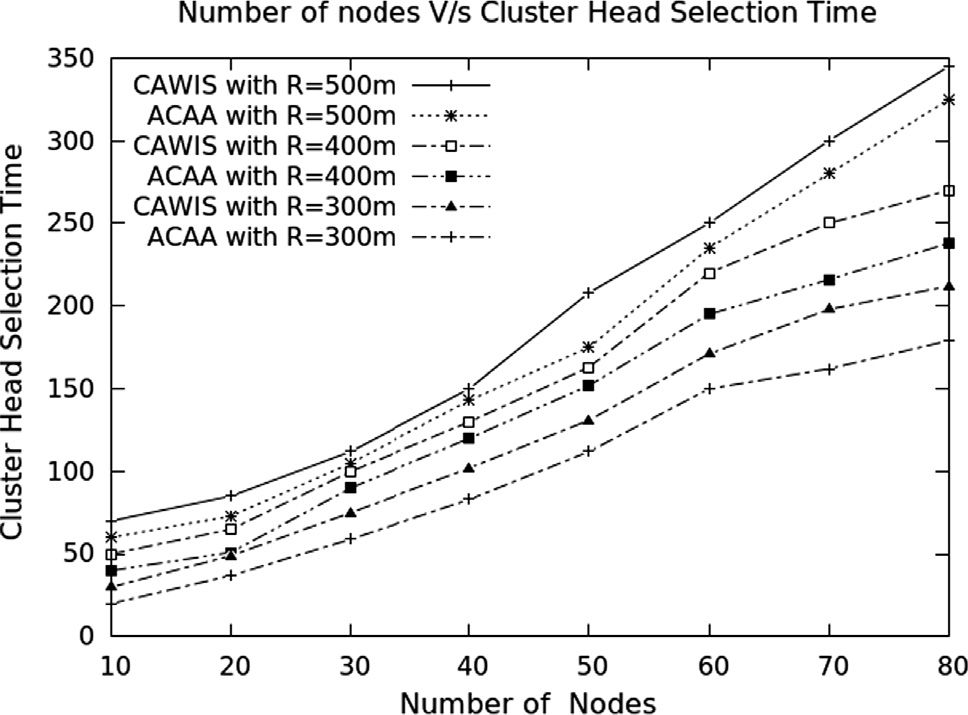 Number of nodes V/s Cluster Head Selection Time
Cluster Head Selection Time
350
300
250
200
150
100
50
0
CAWIS with R=500m
ACAA with R=500m
CAWIS with R=400m
ACAA with R=400m
CAWIS with R=300m
ACAA with R=300m
10 20 30 40 50 60 70 80
Number of Nodes